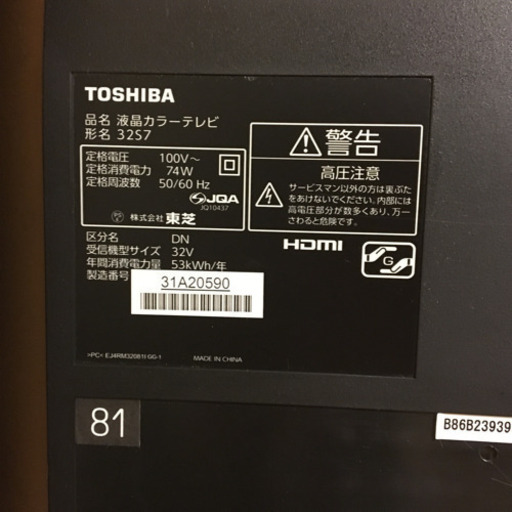 TOSHIBA
品名 液晶カラーテレビ
形名 32S7
定格電圧 100V～
定格消費電力 74W
定格周波数 50/60 Hz
JQA
JQ10437
株式会社 東芝
区分名 DN
受信機型サイズ 32V
年間消費電力量 53kWh/年
製造番号
31A20590
警告
高圧注意
サービスマン以外の方は裏ぶた
をあけないでください。内部には
高電圧部分が数多くあり、万一
さわると危険です。
HDMI
G
MADE IN CHINA
81
B86B23939